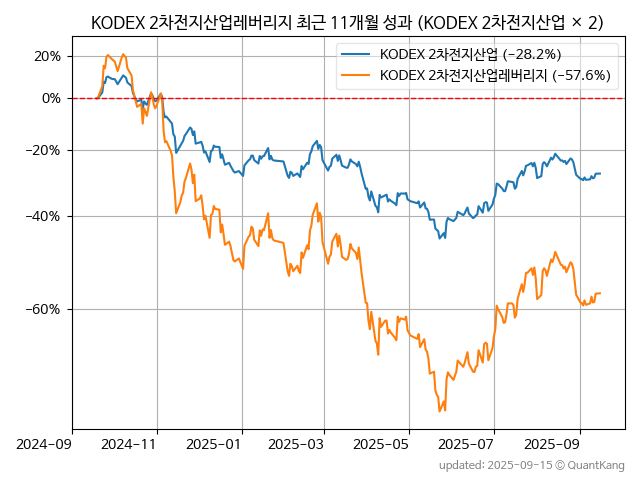 KODEX 2차전지산업레버리지 최근 11개월 성과 (KODEX 2차전지산업 × 2)
KODEX 2차전지산업 (−28.2%)
KODEX 2차전지산업레버리지 (−57.6%)
20%
0%
−20%
−40%
−60%
2024−09 2024−11 2025−01 2025−03 2025−05 2025−07 2025−09
updated: 2025-09-15 © QuantKang